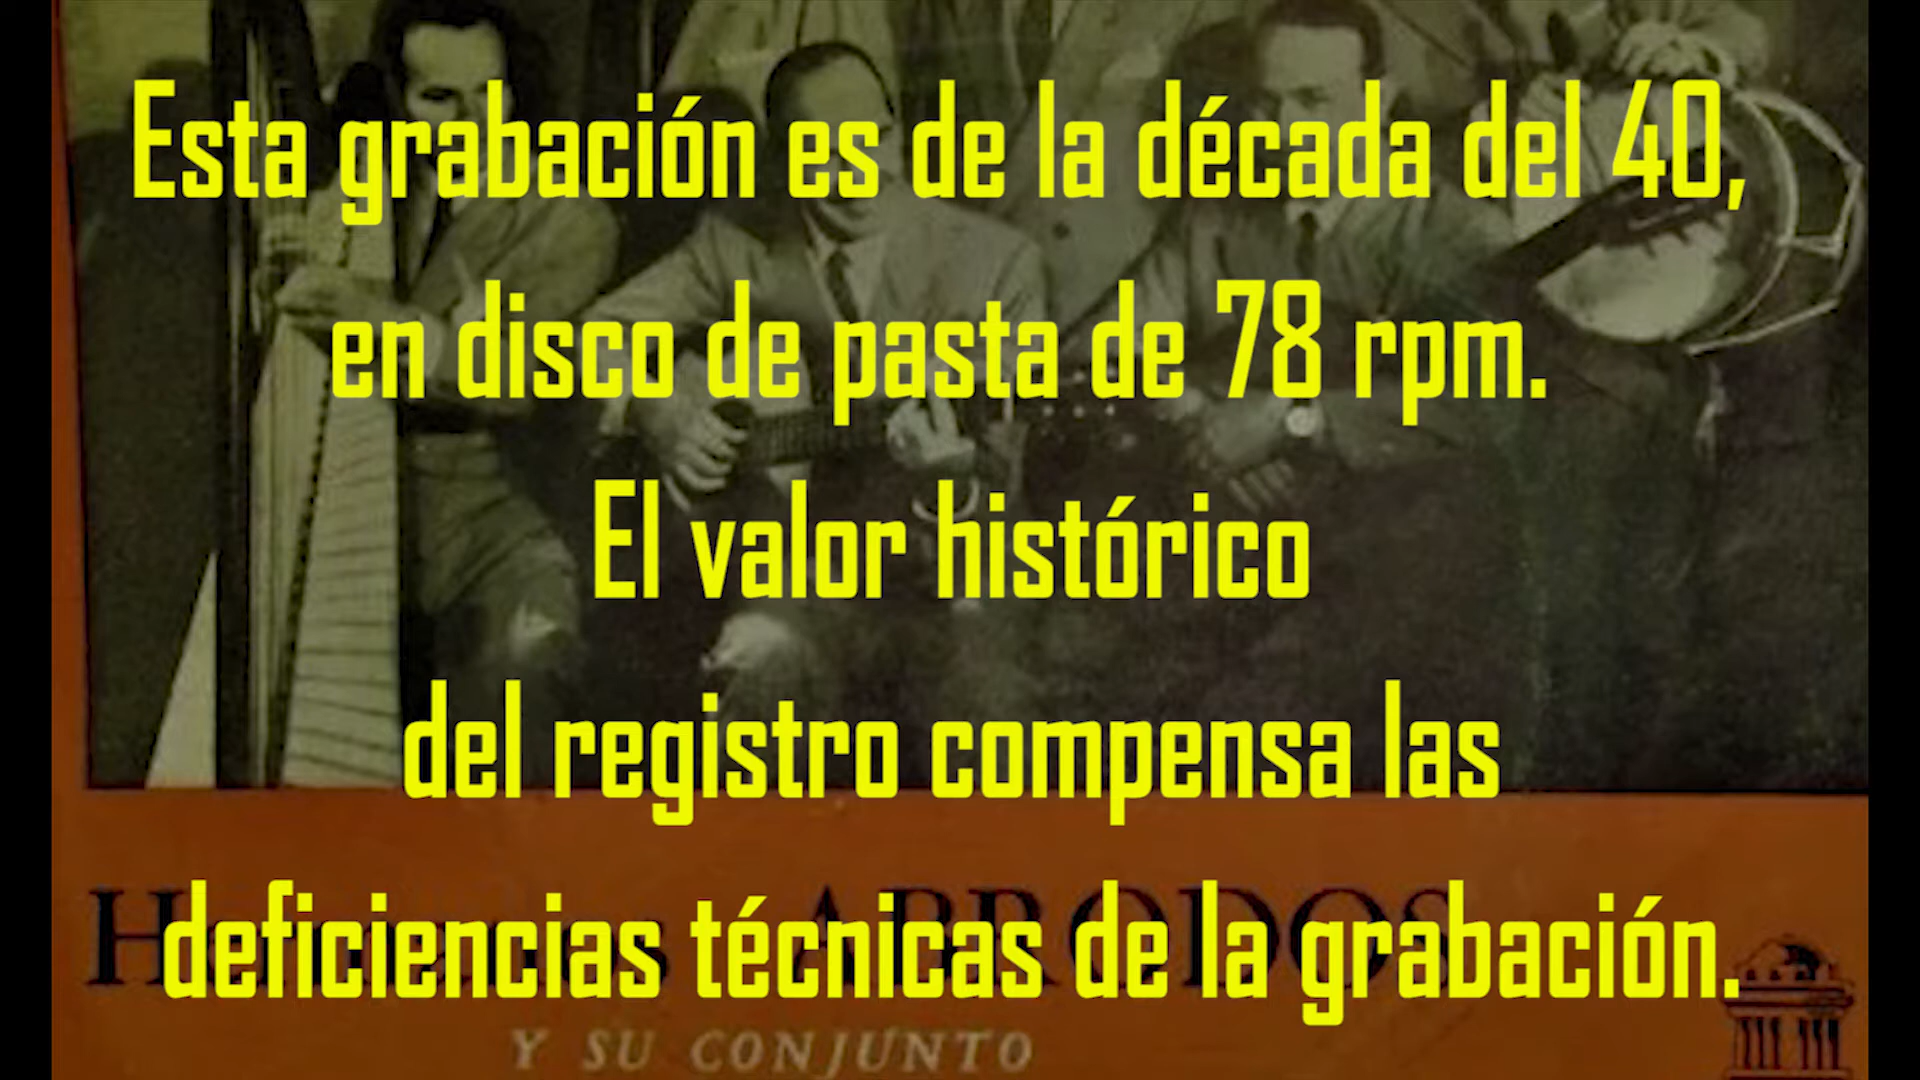 Esta grabación es de la década del 40,
en disco de pasta de 78 rpm.
El valor histórico
del registro compensa las
deficiencias técnicas de la grabación.
Y SU CONJUNTO